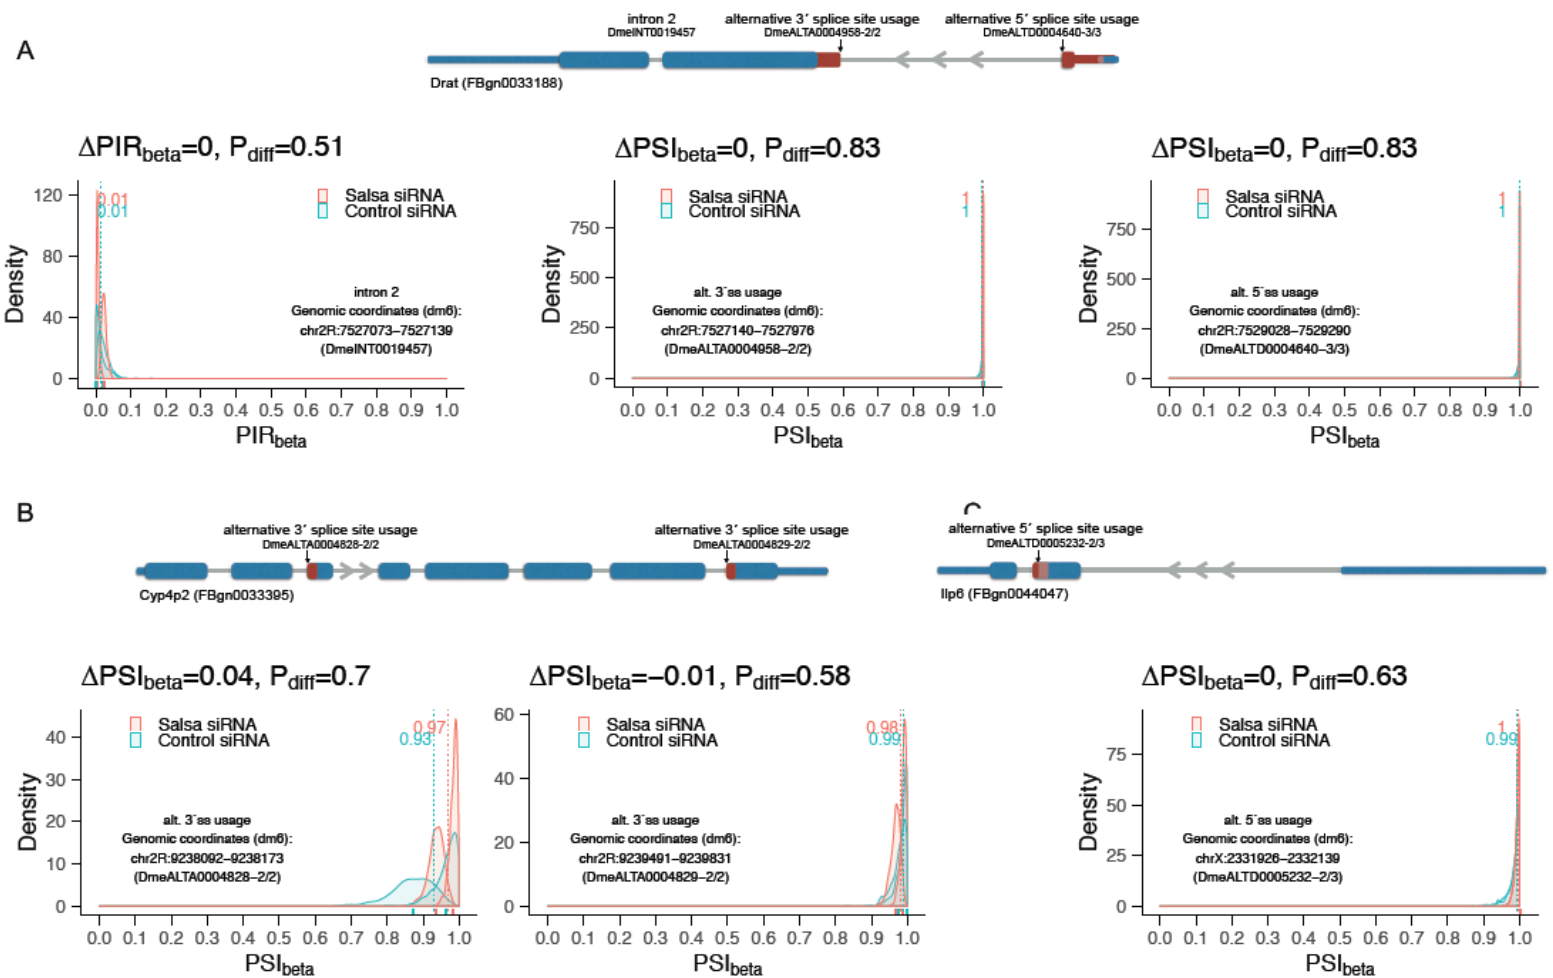 A
intron 2
DmeINT0019457
alternative 3´ splice site usage
DmeALTA0004958-2/2
alternative 5´ splice site usage
DmeALTD0004640-3/3
Drat (FBgn0033188)
ΔPIRbeta=0, Pdiff=0.51
120
80
40
0
Density
0.01
0.01
Salsa siRNA
Control siRNA
intron 2
Genomic coordinates (dm6):
chr2R:7527073–7527139
(DmeINT0019457)
0.0 0.1 0.2 0.3 0.4 0.5 0.6 0.7 0.8 0.9 1.0
PIRbeta
ΔPSIbeta=0, Pdiff=0.83
750
500
250
0
Density
Salsa siRNA
Control siRNA
1
1
alt. 3´ss usage
Genomic coordinates (dm6):
chr2R:7527140–7527976
(DmeALTA0004958–2/2)
0.0 0.1 0.2 0.3 0.4 0.5 0.6 0.7 0.8 0.9 1.0
PSIbeta
ΔPSIbeta=0, Pdiff=0.83
750
500
250
0
Density
Salsa siRNA
Control siRNA
1
1
alt. 5´ss usage
Genomic coordinates (dm6):
chr2R:7529028–7529290
(DmeALTD0004640–3/3)
0.0 0.1 0.2 0.3 0.4 0.5 0.6 0.7 0.8 0.9 1.0
PSIbeta
B
alternative 3´ splice site usage
DmeALTA0004828-2/2
alternative 3´ splice site usage
DmeALTA0004829-2/2
Cyp4p2 (FBgn0033395)
alternative 5´ splice site usage
DmeALTD0005232-2/3
Ilp6 (FBgn0044047)
ΔPSIbeta=0.04, Pdiff=0.7
40
30
20
10
0
Density
Salsa siRNA
Control siRNA
0.97
0.93
alt. 3´ss usage
Genomic coordinates (dm6):
chr2R:9238092–9238173
(DmeALTA0004828–2/2)
0.0 0.1 0.2 0.3 0.4 0.5 0.6 0.7 0.8 0.9 1.0
PSIbeta
ΔPSIbeta=−0.01, Pdiff=0.58
60
40
20
0
Density
Salsa siRNA
Control siRNA
0.98
0.99
alt. 3´ss usage
Genomic coordinates (dm6):
chr2R:9239491–9239831
(DmeALTA0004829–2/2)
0.0 0.1 0.2 0.3 0.4 0.5 0.6 0.7 0.8 0.9 1.0
PSIbeta
ΔPSIbeta=0, Pdiff=0.63
75
50
25
0
Density
Salsa siRNA
Control siRNA
1
0.99
alt. 5´ss usage
Genomic coordinates (dm6):
chrX:2331926–2332139
(DmeALTD0005232–2/3)
0.0 0.1 0.2 0.3 0.4 0.5 0.6 0.7 0.8 0.9 1.0
PSIbeta